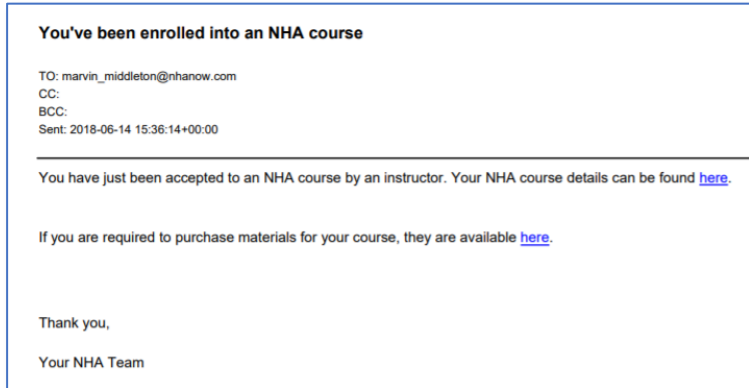 You've been enrolled into an NHA course
TO: marvin_middleton@nhanow.com
CC:
BCC:
Sent: 2018-06-14 15:36:14+00:00
You have just been accepted to an NHA course by an instructor. Your NHA course details can be found here.
If you are required to purchase materials for your course, they are available here.
Thank you,
Your NHA Team